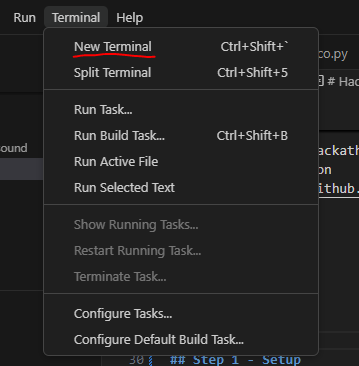 Run Terminal Help
New Terminal Ctrl+Shift+`
co.py
Split Terminal Ctrl+Shift+5
# Hac
Run Task...
ound
Run Build Task... Ctrl+Shift+B
ackath
Run Active File
on
Run Selected Text
ithub.
Show Running Tasks...
Restart Running Task...
Terminate Task...
Configure Tasks...
Configure Default Build Task...
30 ## Step 1 - Setup